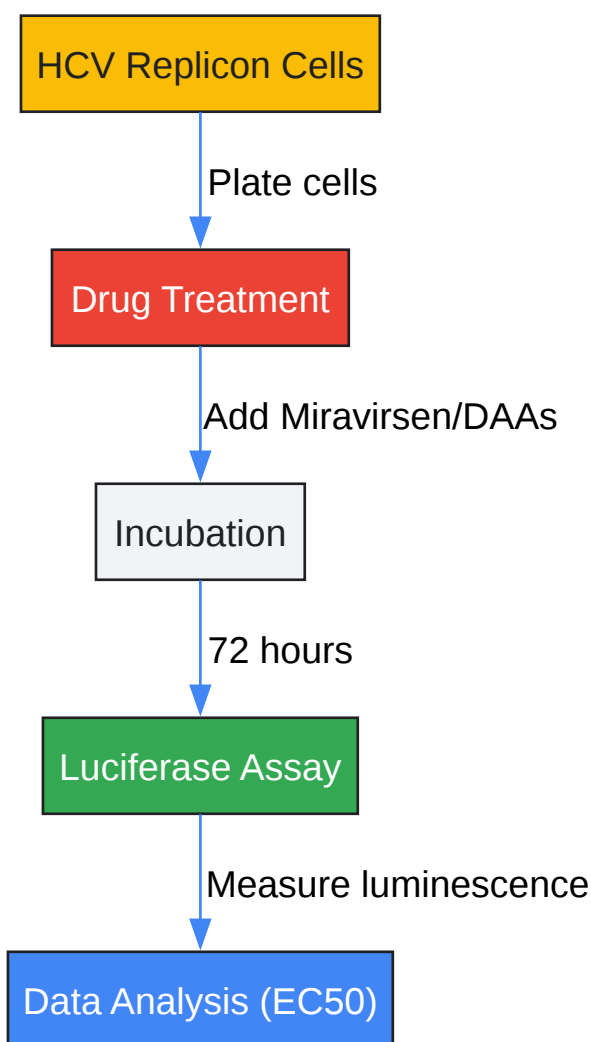 HCV Replicon Cells
Plate cells
Drug Treatment
Add Miravirsen/DAAs
Incubation
72 hours
Luciferase Assay
Measure luminescence
Data Analysis (EC50)